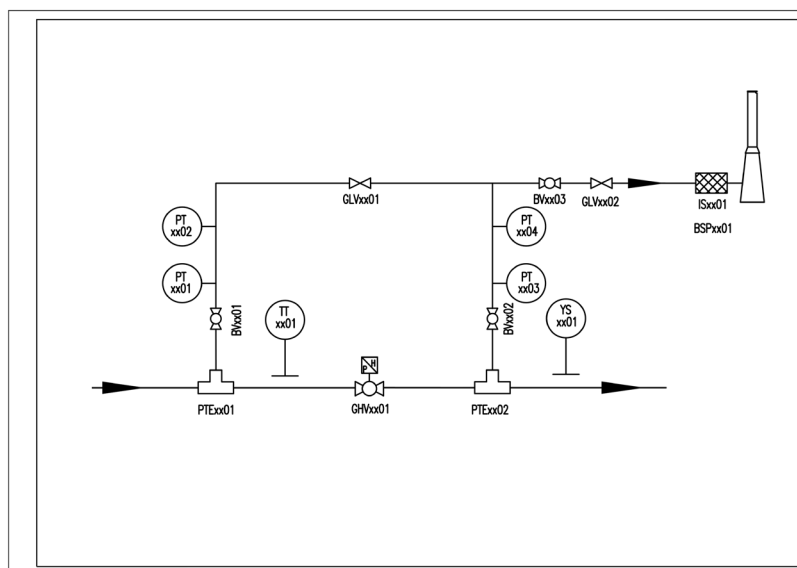 GLVxx01
BVxx03
GLVxx02
ISxx01
BSPxx01
PT
xx02
PT
xx04
PT
xx01
PT
xx03
BVxx01
TT
xx01
BVxx02
YS
xx01
P H
PTExx01
GHVxx01
PTExx02